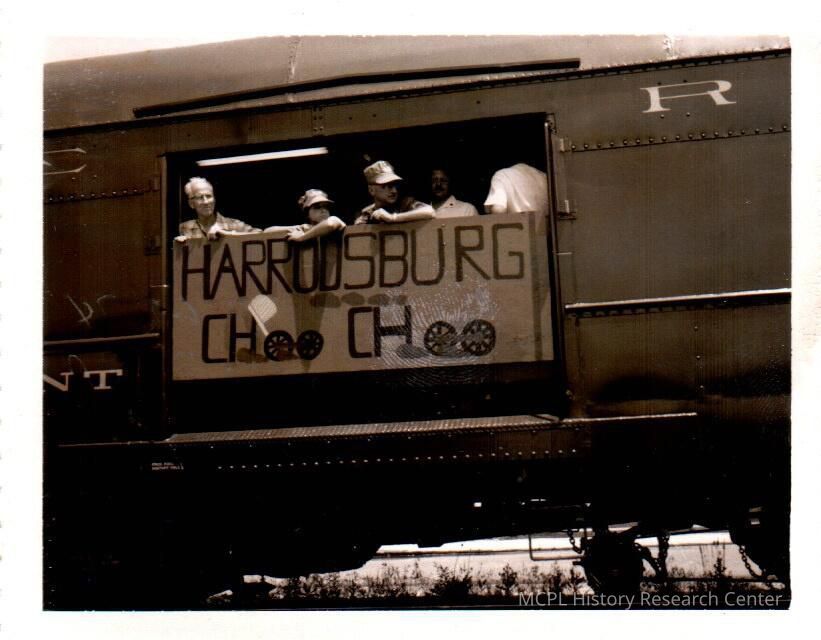 R
HARRODSBURG
CHOO CHOO
NT
MCPL History Research Center